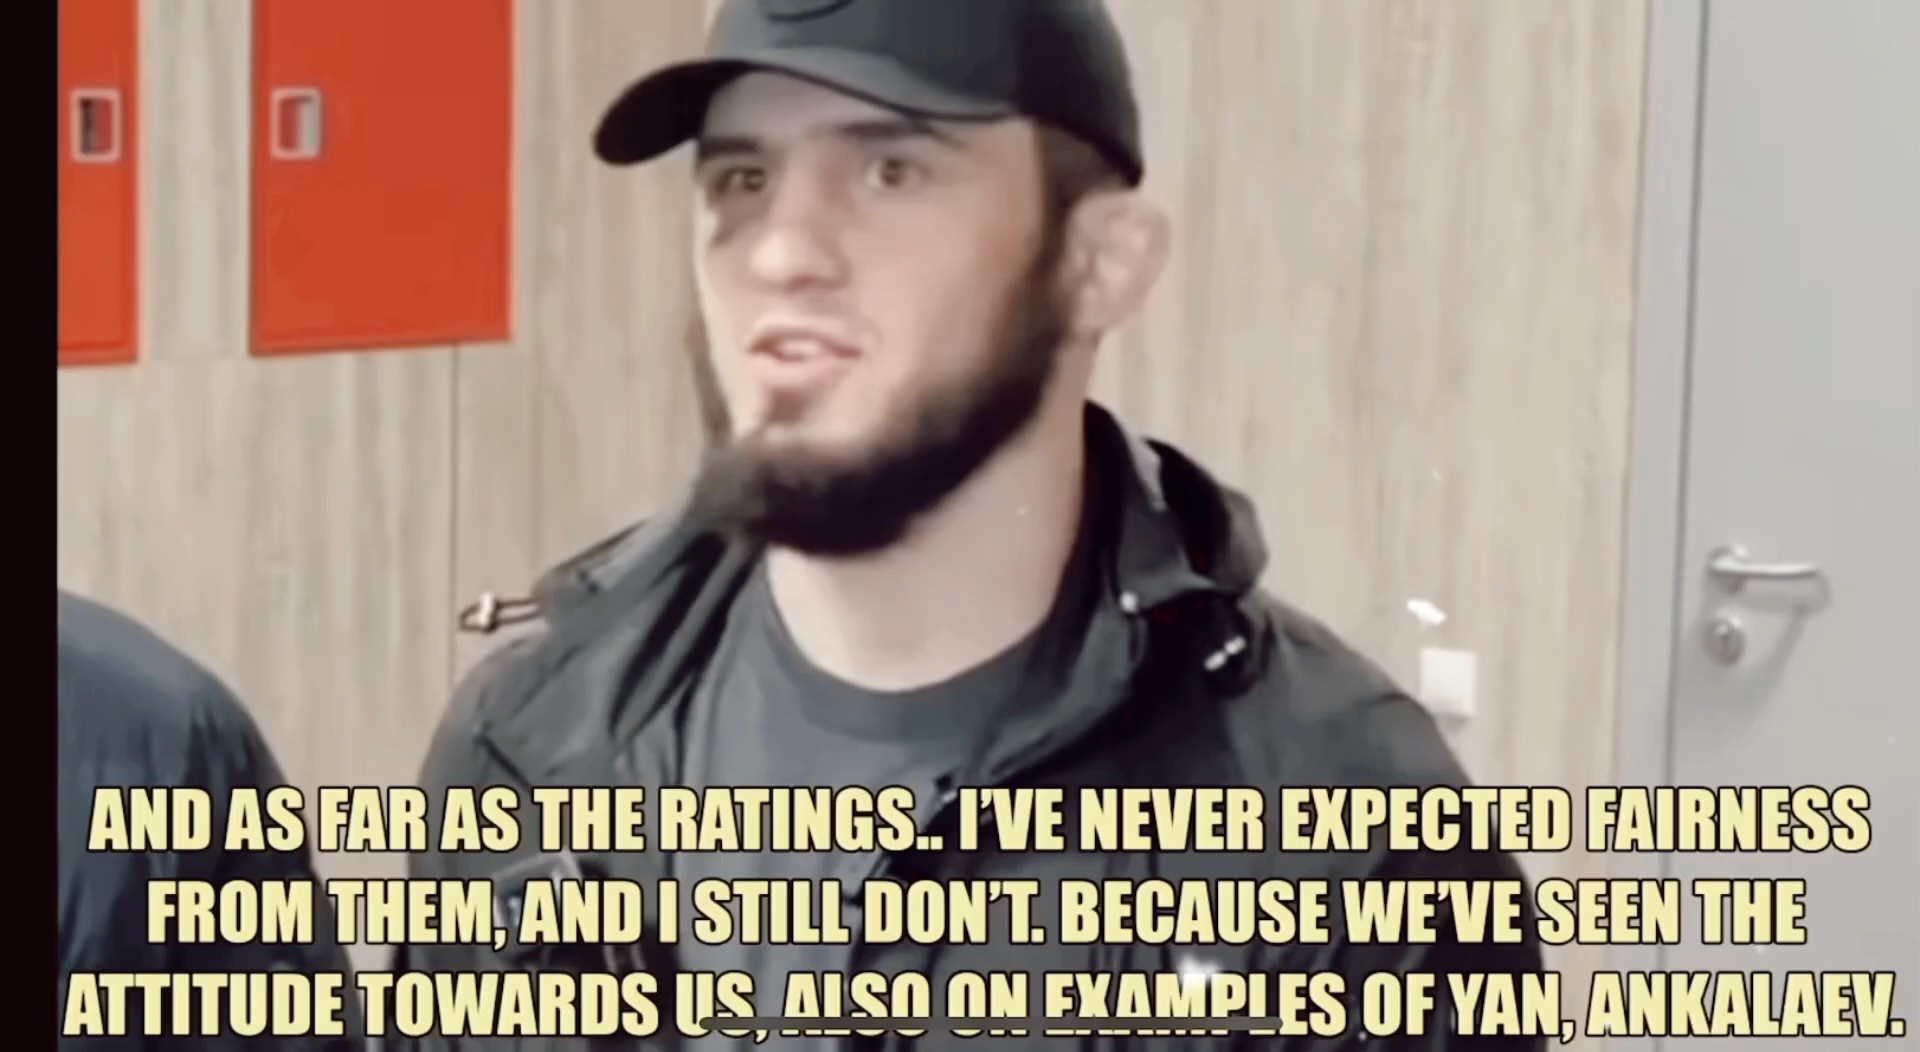 AND AS FAR AS THE RATINGS.. I'VE NEVER EXPECTED FAIRNESS
FROM THEM, AND I STILL DON'T. BECAUSE WE'VE SEEN THE
ATTITUDE TOWARDS US, ALSO ON EXAMPLES OF YAN, ANKALAEV.